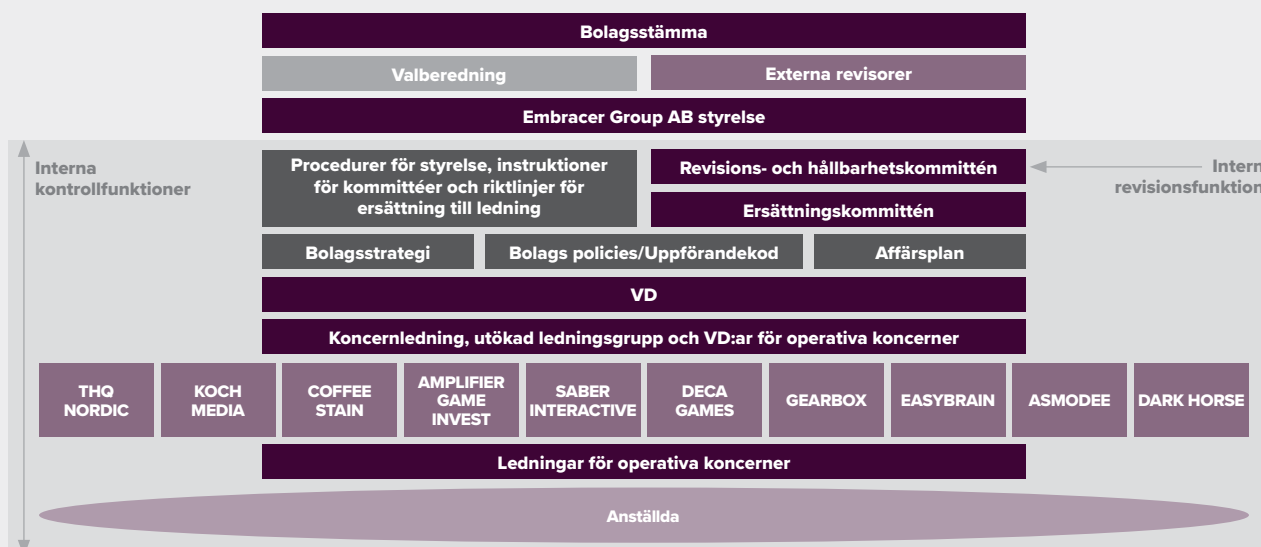 Bolagsstämma
Valberedning
Externa revisorer
Embracer Group AB styrelse
Interna
kontrollfunktioner
Procedurer för styrelse, instruktioner
för kommittéer och riktlinjer för
ersättning till ledning
Revisions- och hållbarhetskommittén
Ersättningskommittén
Intern
revisionsfunktion
Bolagsstrategi
Bolags policies/Uppförandekod
Affärsplan
VD
Koncernledning, utökad ledningsgrupp och VD:ar för operativa koncerner
THQ
NORDIC
KOCH
MEDIA
COFFEE
STAIN
AMPLIFIER
GAME
INVEST
SABER
INTERACTIVE
DECA
GAMES
GEARBOX
EASYBRAIN
ASMODEE
DARK HORSE
Ledningar för operativa koncerner
Anställda